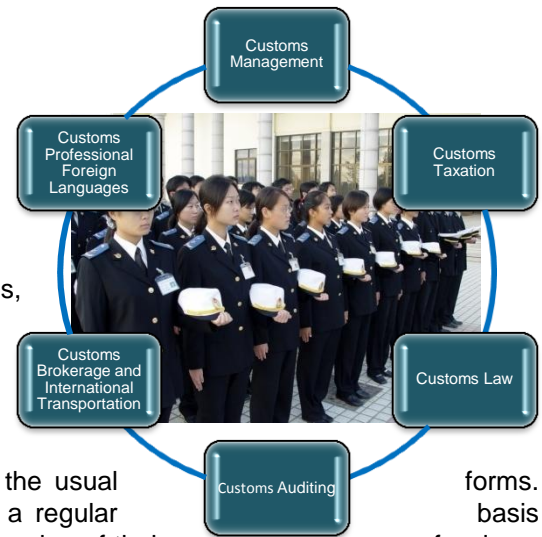 Customs
Management
Customs
Professional
Foreign
Languages
Customs
Taxation
s,
Customs
Brokerage and
International
Transportation
Customs Law
the usual forms.
Customs Auditing
a regular basis